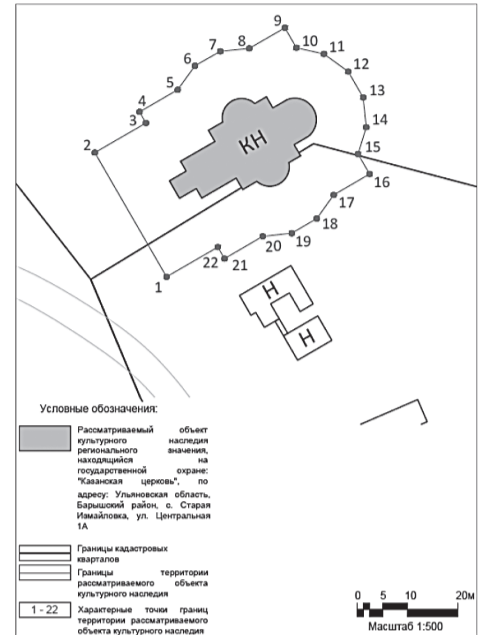 9
8
10
7
11
6
12
5
13
4
3
14
КН
2
15
16
17
18
19
20
22
21
1
Н
Н
Условные обозначения:
Рассматриваемый объект
культурного наследия
регионального значения,
находящийся на
государственной охране:
"Казанская церковь", по
адресу: Ульяновская область,
Барышский район, с. Старая
Измайловка, ул. Центральная
1А
Границы кадастровых
кварталов
Границы территории
рассматриваемого объекта
культурного наследия
1 - 22 Характерные точки границ
территории рассматриваемого
объекта культурного наследия
0 5 10 20м
Масштаб 1:500